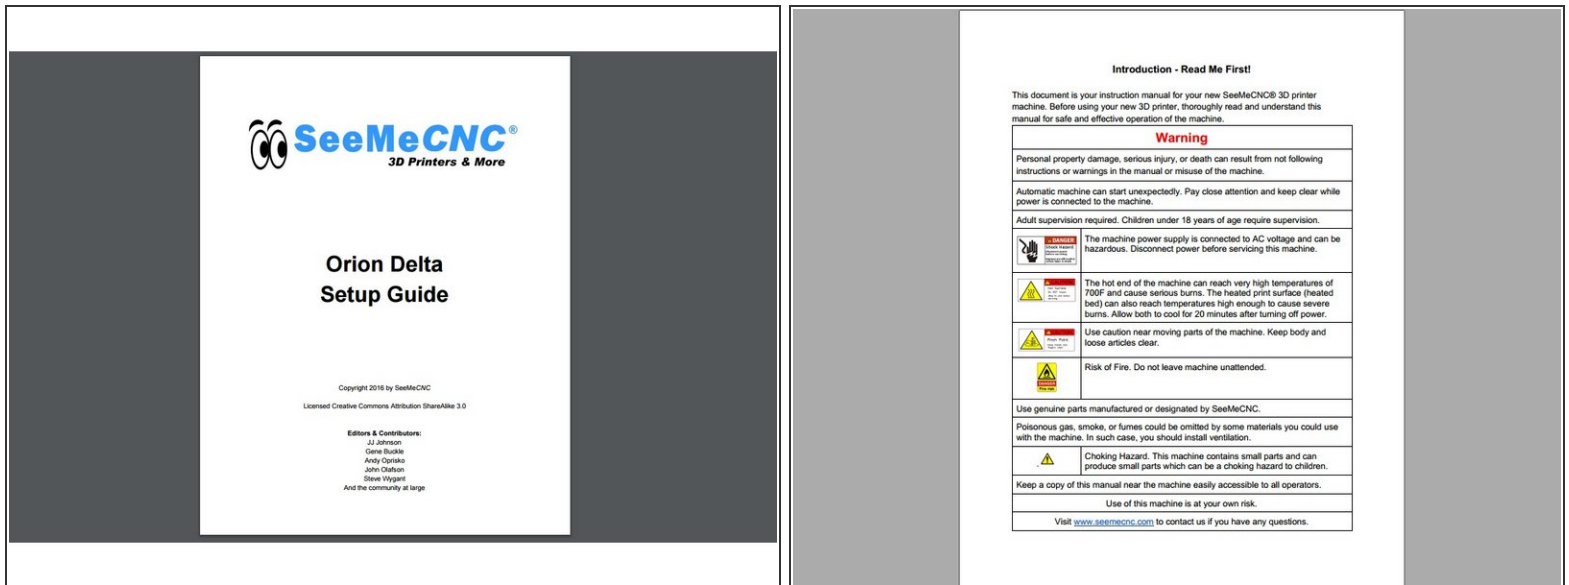 SeeMeCNC®
3D Printers & More
Orion Delta
Setup Guide
Copyright 2016 by SeeMeCNC
Licensed Creative Commons Attribution ShareAlike 3.0
Editors & Contributors:
JJ Johnson
Gene Buckle
Andy Oprisko
John Olafson
Steve Wygant
And the community at large
Introduction - Read Me First!
This document is your instruction manual for your new SeeMeCNC® 3D printer
machine. Before using your new 3D printer, thoroughly read and understand this
manual for safe and effective operation of the machine.
Warning
Personal property damage, serious injury, or death can result from not following
instructions or warnings in the manual or misuse of the machine.
Automatic machine can start unexpectedly. Pay close attention and keep clear while
power is connected to the machine.
Adult supervision required. Children under 18 years of age require supervision.
DANGER
Shock Hazard
The machine power supply is connected to AC voltage and can be
hazardous. Disconnect power before servicing this machine.
The hot end of the machine can reach very high temperatures of
700F and cause serious burns. The heated print surface (heated
bed) can also reach temperatures high enough to cause severe
burns. Allow both to cool for 20 minutes after turning off power.
Use caution near moving parts of the machine. Keep body and
loose articles clear.
Risk of Fire. Do not leave machine unattended.
Use genuine parts manufactured or designated by SeeMeCNC.
Poisonous gas, smoke, or fumes could be omitted by some materials you could use
with the machine. In such case, you should install ventilation.
Choking Hazard. This machine contains small parts and can
produce small parts which can be a choking hazard to children.
Keep a copy of this manual near the machine easily accessible to all operators.
Use of this machine is at your own risk.
Visit www.seemecnc.com to contact us if you have any questions.